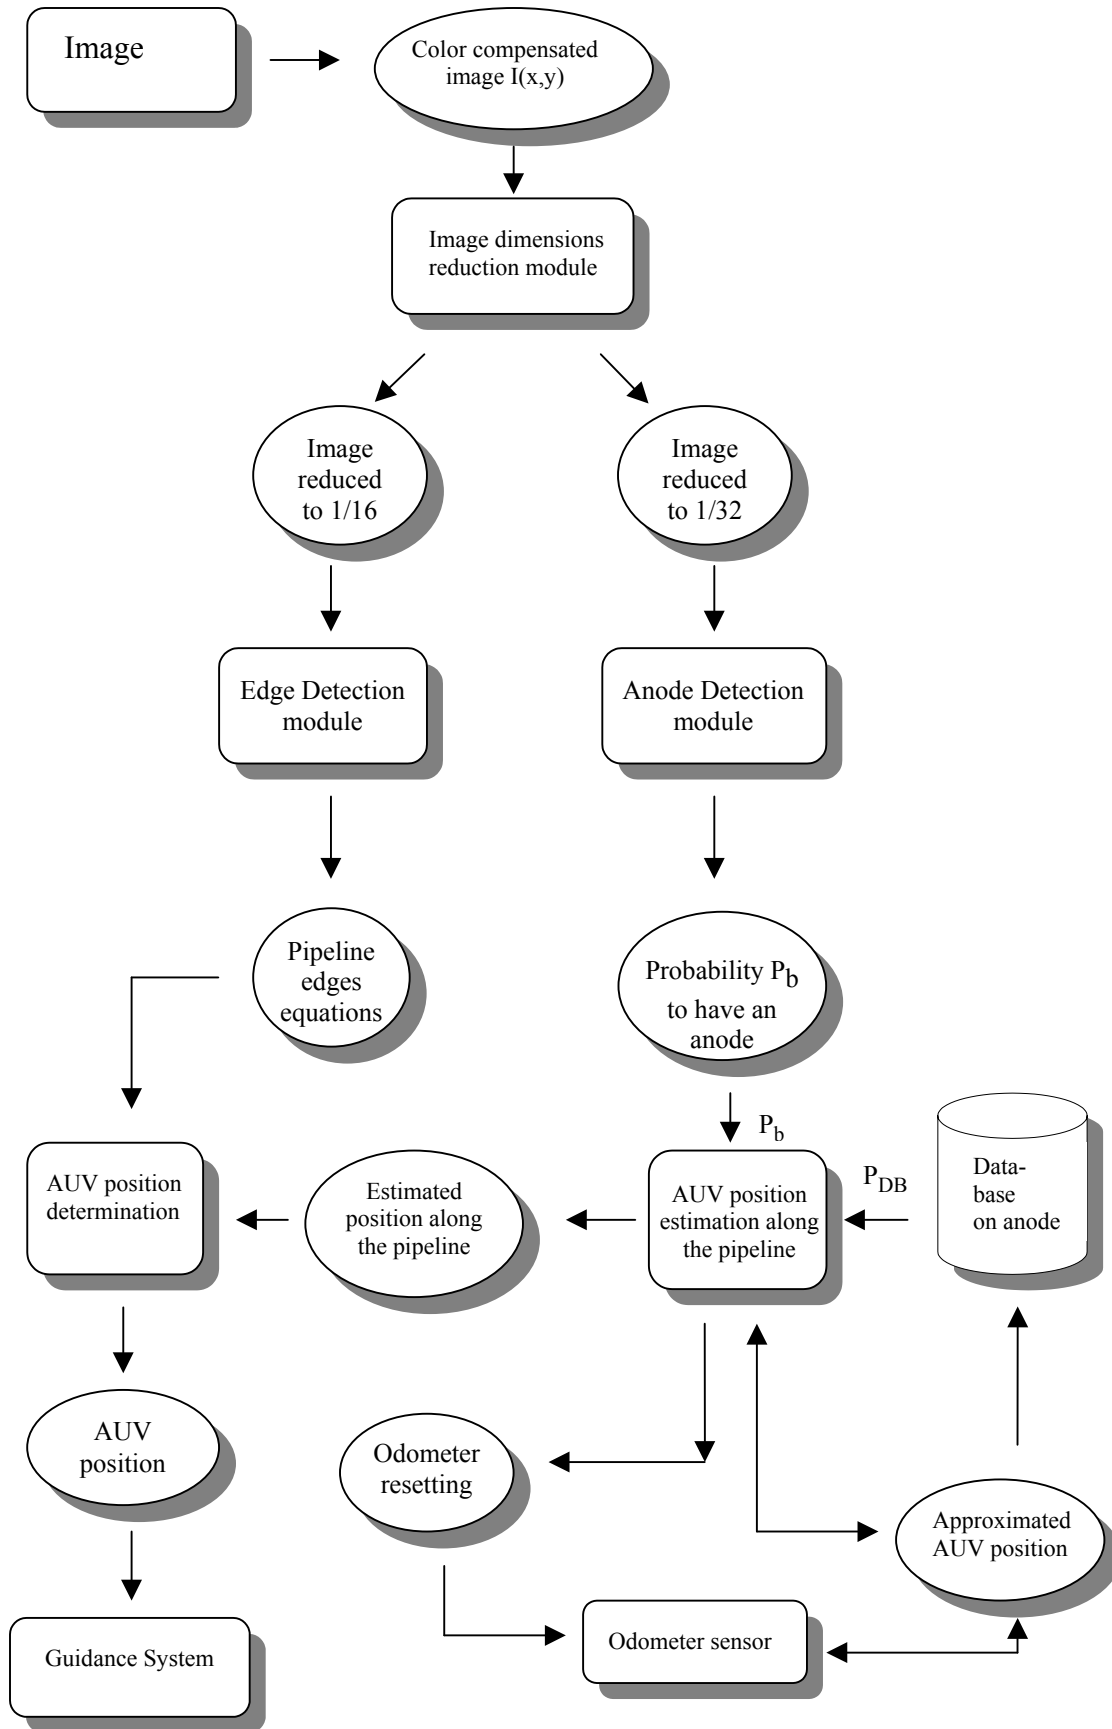 Image
Color compensated
image I(x,y)
Image dimensions
reduction module
Image
reduced
to 1/16
Image
reduced
to 1/32
Edge Detection
module
Anode Detection
module
Pipeline
edges
equations
Probability Pb
to have an
anode
Pb
PDB
Data-
base
on anode
AUV position
determination
Estimated
position along
the pipeline
AUV position
estimation along
the pipeline
AUV
position
Odometer
resetting
Approximated
AUV position
Odometer sensor
Guidance System